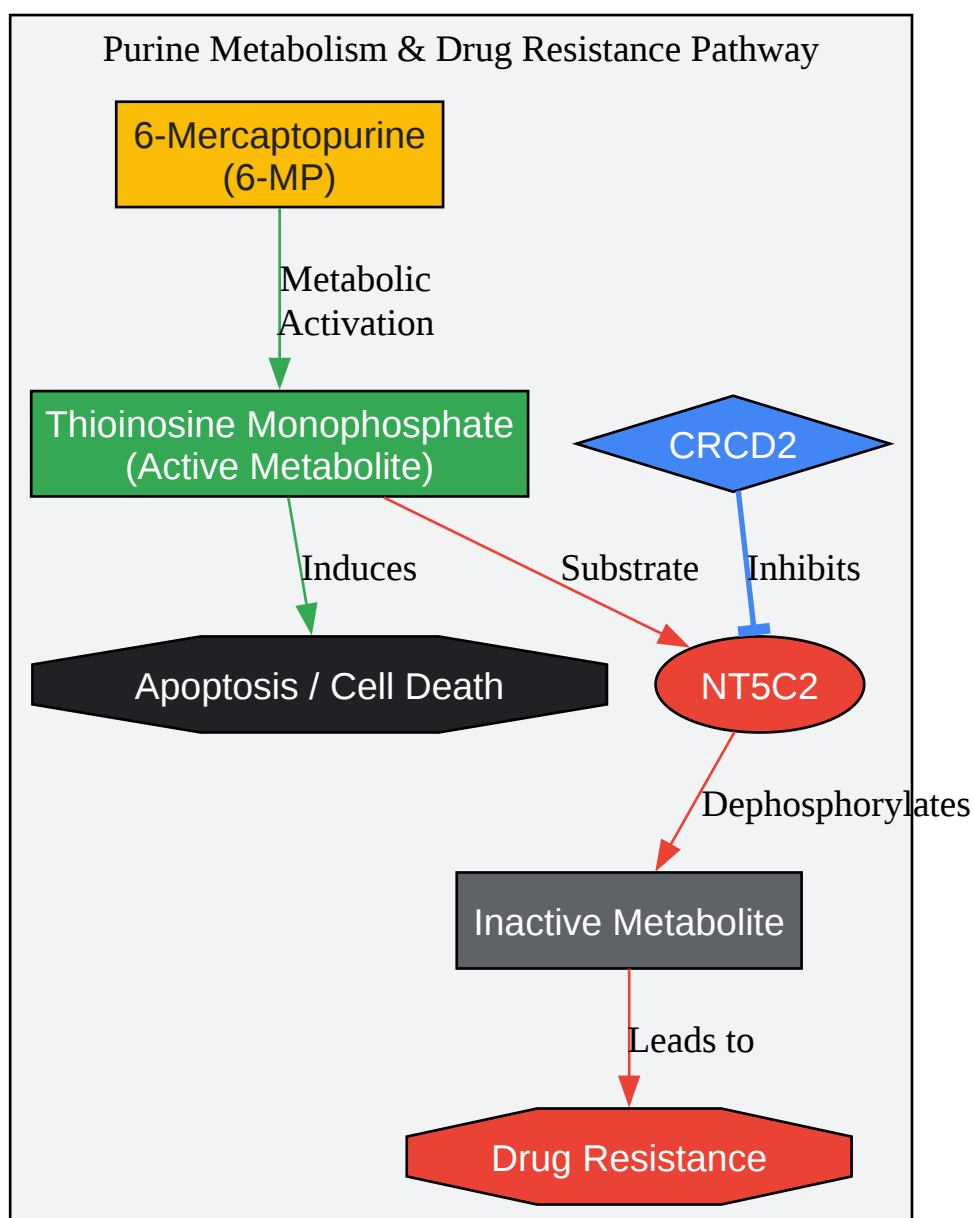 Purine Metabolism & Drug Resistance Pathway
6-Mercaptopurine
(6-MP)
Metabolic
Activation
Thioinosine Monophosphate
(Active Metabolite)
CRCD2
Induces
Substrate
Inhibits
Apoptosis / Cell Death
NT5C2
Dephosphorylates
Inactive Metabolite
Leads to
Drug Resistance